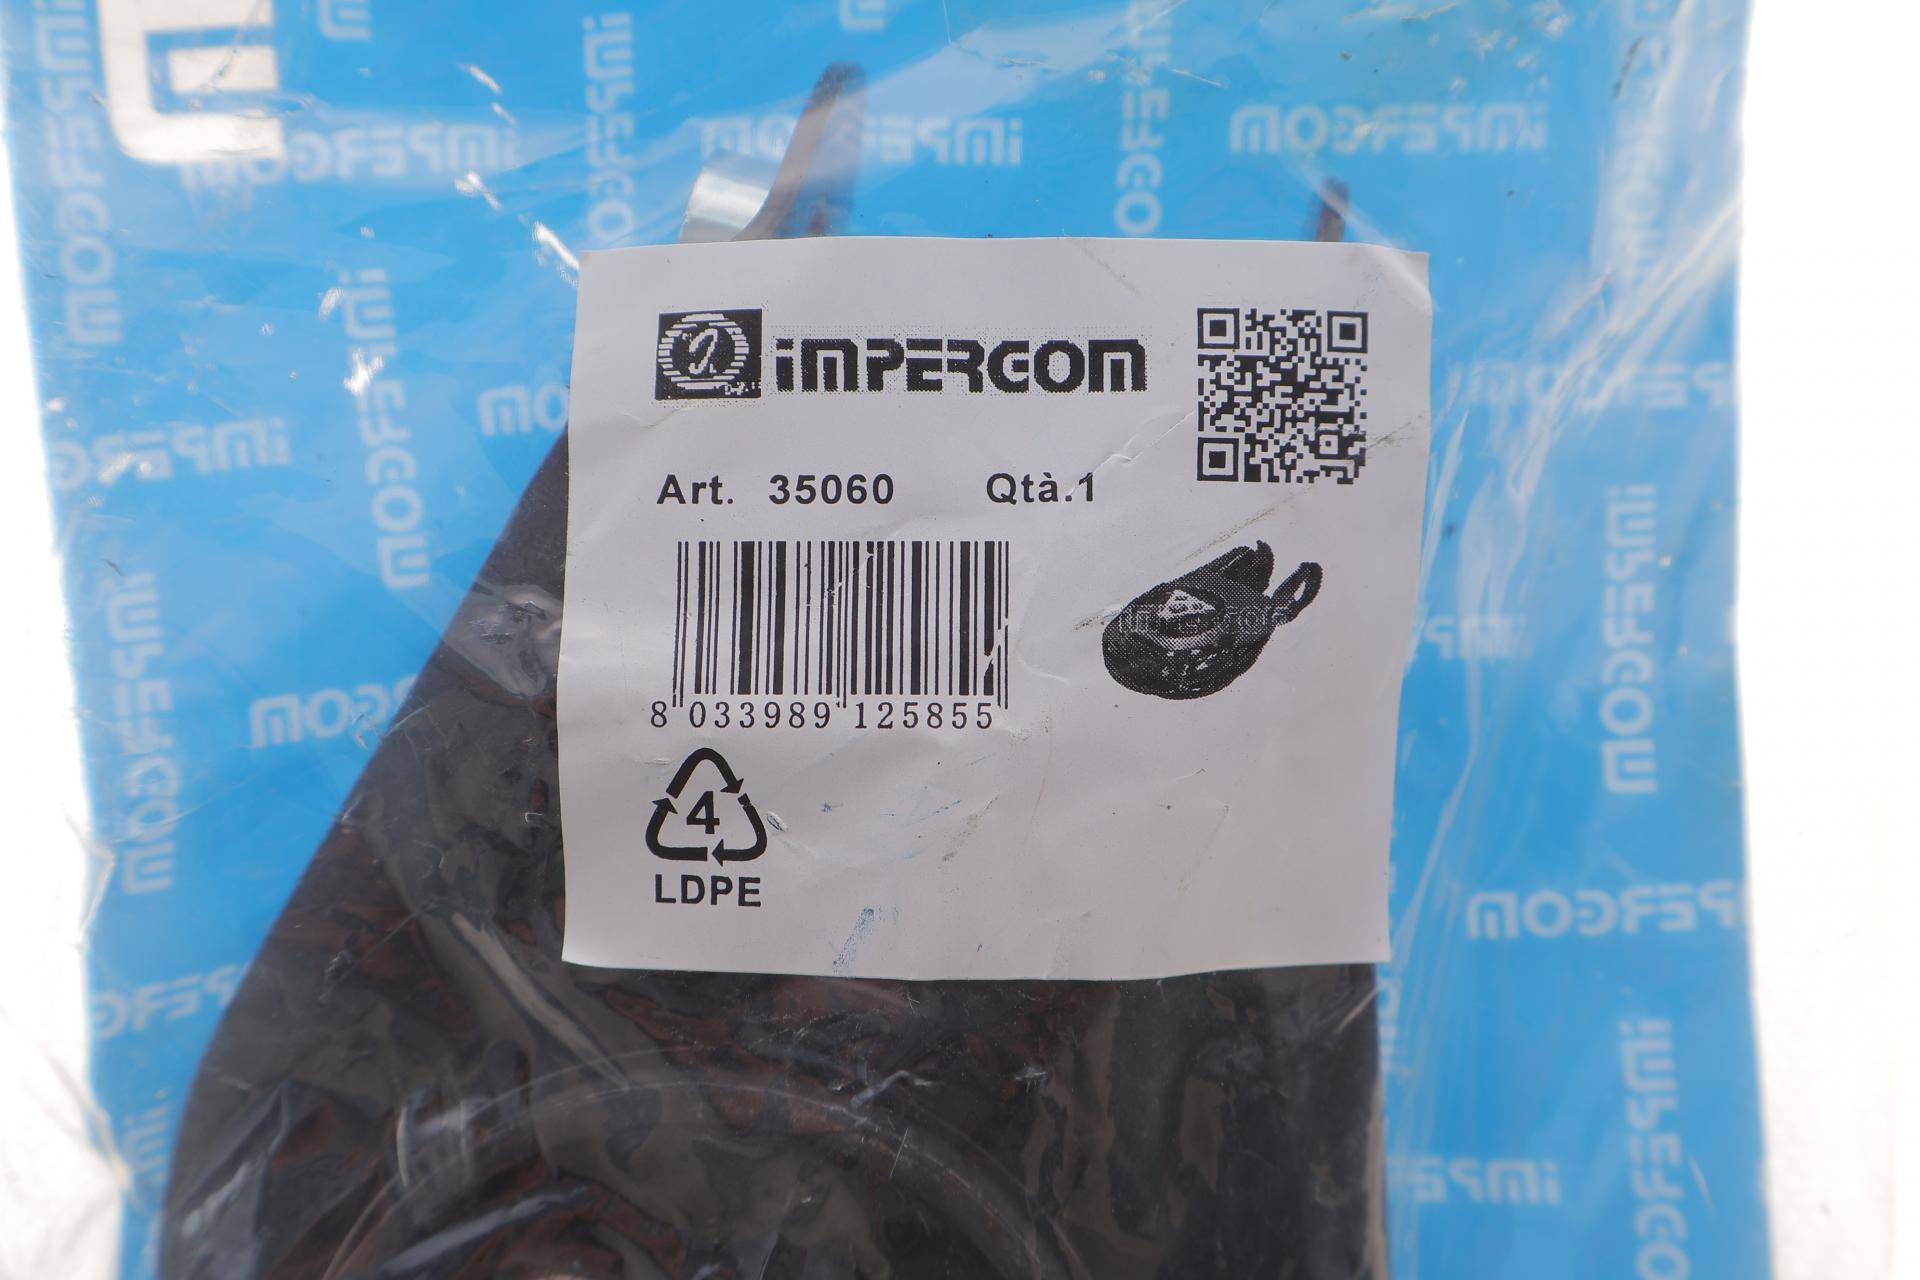 IMPERGOM
Art. 35060 Qtà.1
8 033989 125855
4
LDPE